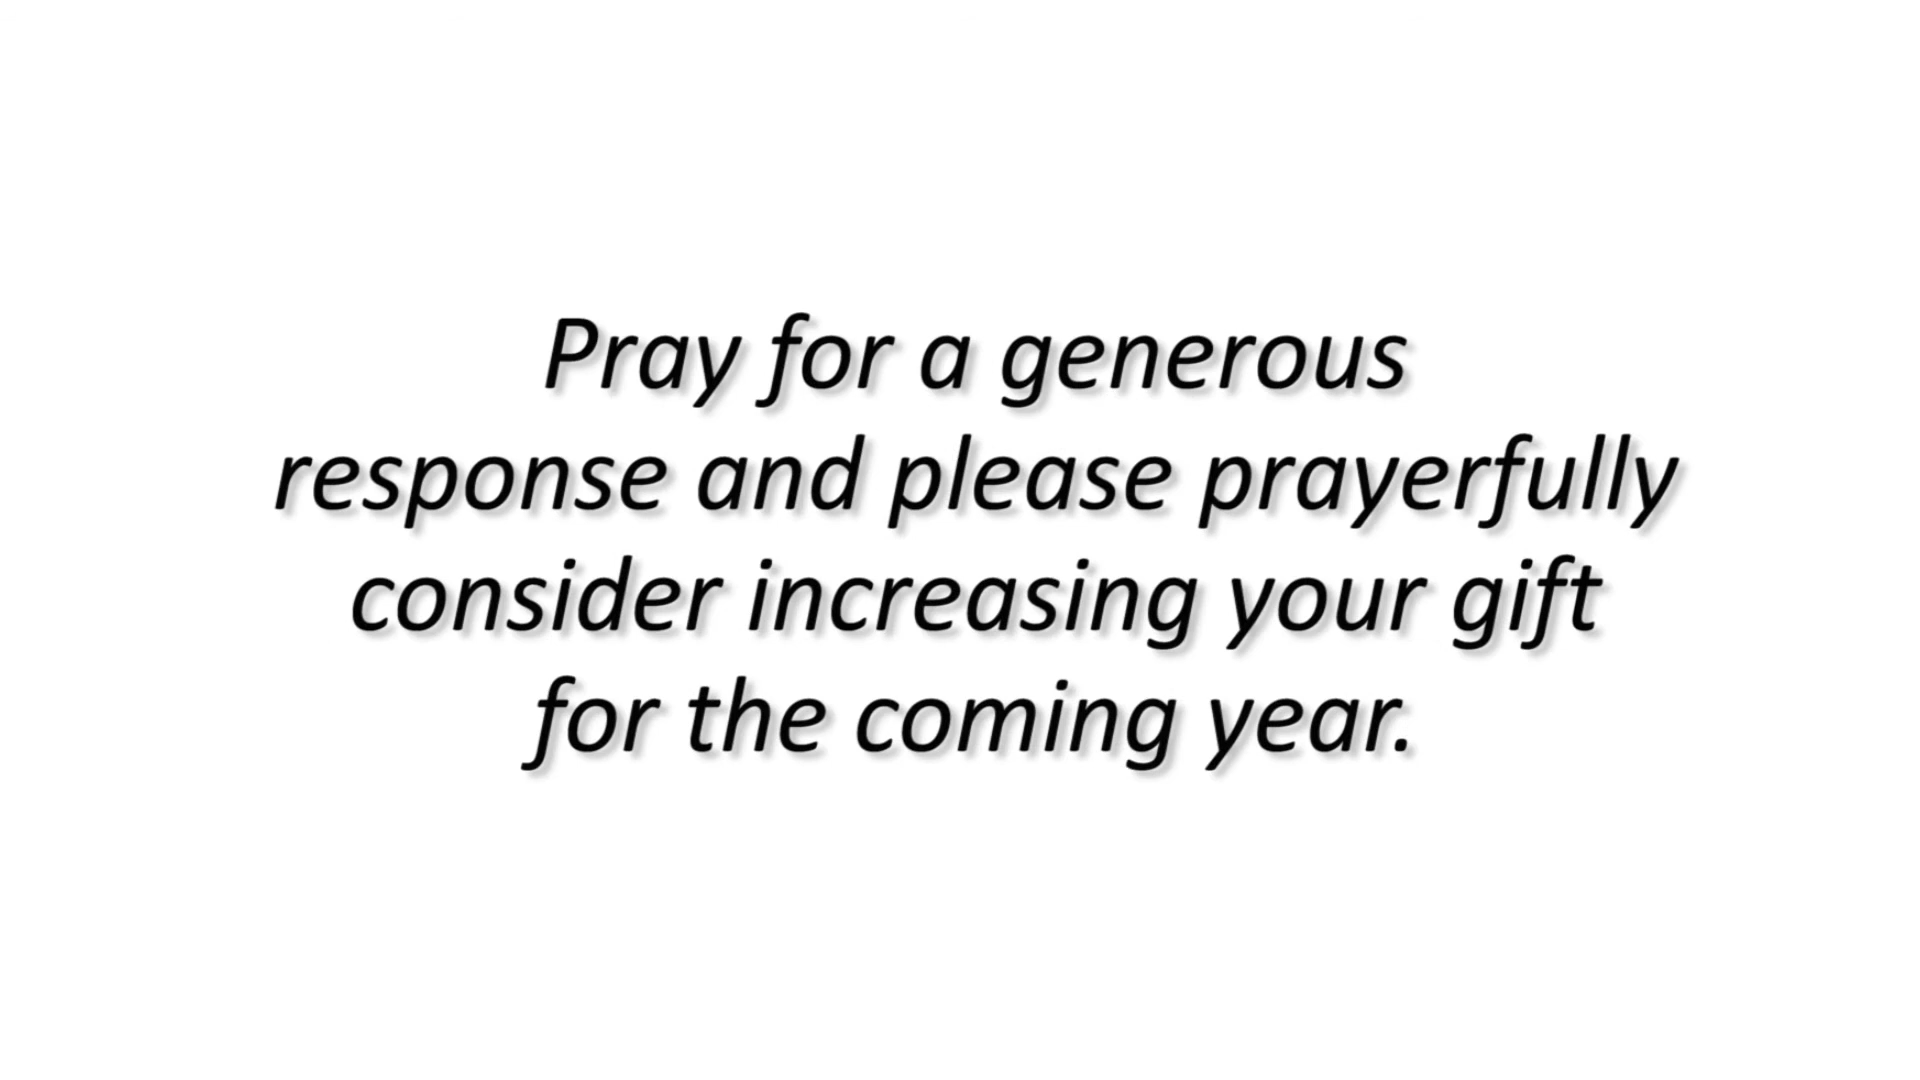 Pray for a generous
response and please prayerfully
consider increasing your gift
for the coming year.